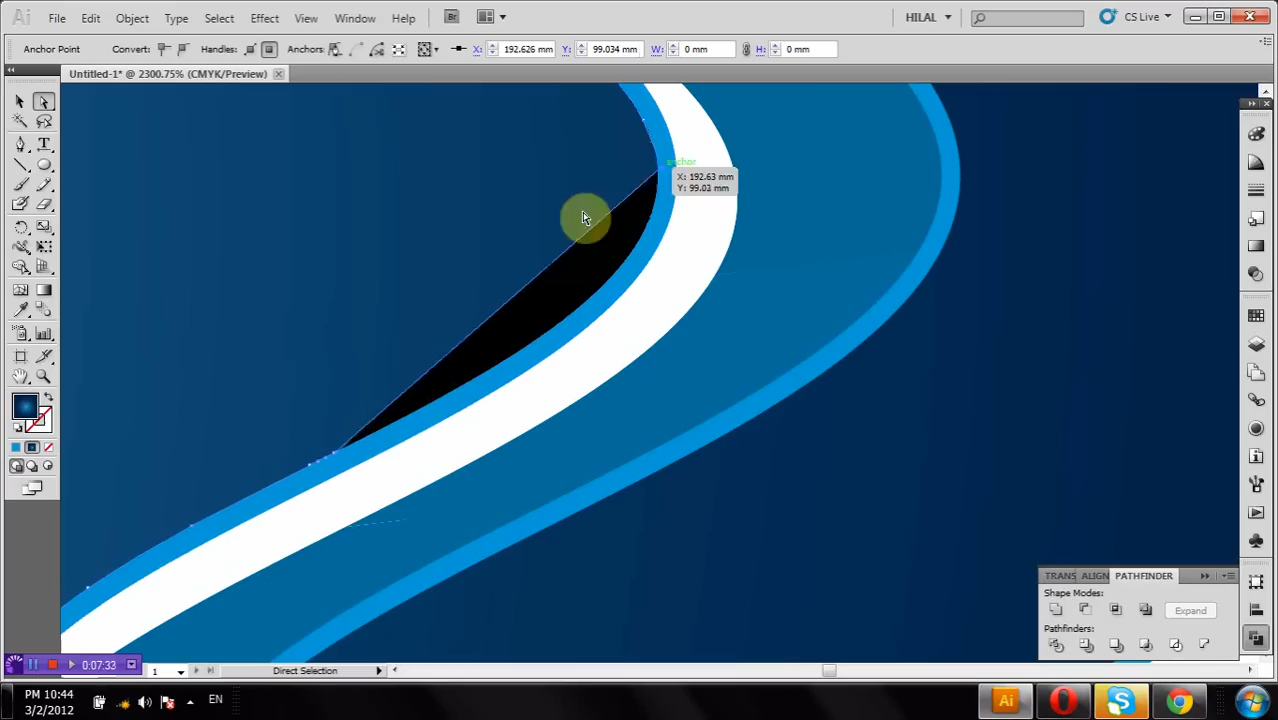 Ai File Edit Object Type Select Effect View Window Help Br HILAL CS Live
Anchor Point Convert: Handles: Anchors: X: 192.626 mm Y: 99.034 mm W: 0 mm H: 0 mm
Untitled-1* @ 2300.75% (CMYK/Preview)
anchor
X: 192.63 mm
Y: 99.03 mm
TRANS ALIGN PATHFINDER
Shape Modes:
Expand
Pathfinders:
0:07:33 1 Direct Selection
PM 10:44
3/2/2012
EN
Ai